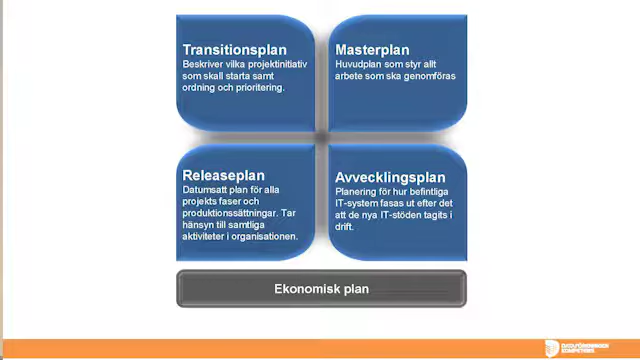 Transitionsplan
Beskriver vilka projektinitiativ
som skall starta samt
ordning och prioritering.
Masterplan
Huvudplan som styr allt
arbete som ska genomföras
Releaseplan
Datumsatt plan för alla
projekts faser och
produktionssättningar. Tar
hänsyn till samtliga
aktiviteter i organisationen.
Avvecklingsplan
Planering för hur befintliga
IT-system fasas ut efter det
att de nya IT-stöden tagits i
drift.
Ekonomisk plan
DATAFÖRENINGEN
KOMPETENS